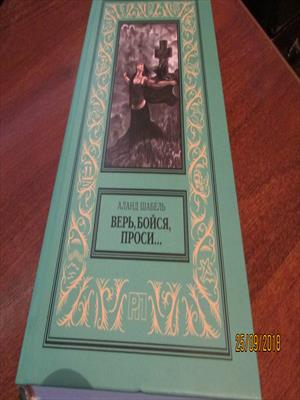 АЛАНД ШАБЕЛЬ
ВЕРЬ, БОЙСЯ,
ПРОСИ...
РП
25/09/2018